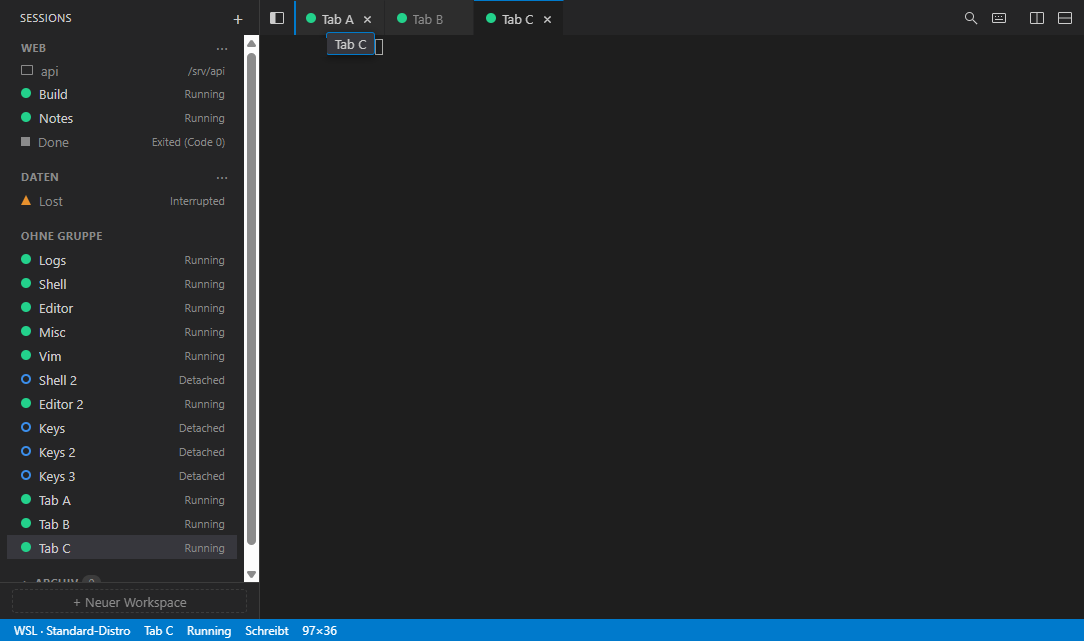 SESSIONS +
Tab A ×
Tab B
Tab C ×
Tab C
WEB ...
api /srv/api
Build Running
Notes Running
Done Exited (Code 0)
DATEN ...
Lost Interrupted
OHNE GRUPPE
Logs Running
Shell Running
Editor Running
Misc Running
Vim Running
Shell 2 Detached
Editor 2 Running
Keys Detached
Keys 2 Detached
Keys 3 Detached
Tab A Running
Tab B Running
Tab C Running
ARCHIV
+ Neuer Workspace
WSL · Standard-Distro Tab C Running Schreibt 97×36